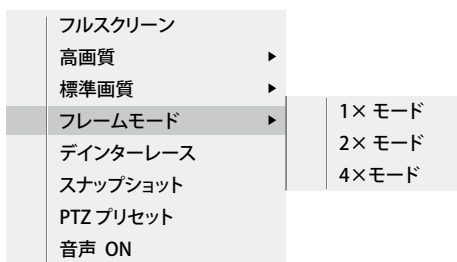 フルスクリーン
高画質
標準画質
フレームモード
デインターレース
スナップショット
PTZ プリセット
音声 ON
1× モード
2× モード
4×モード